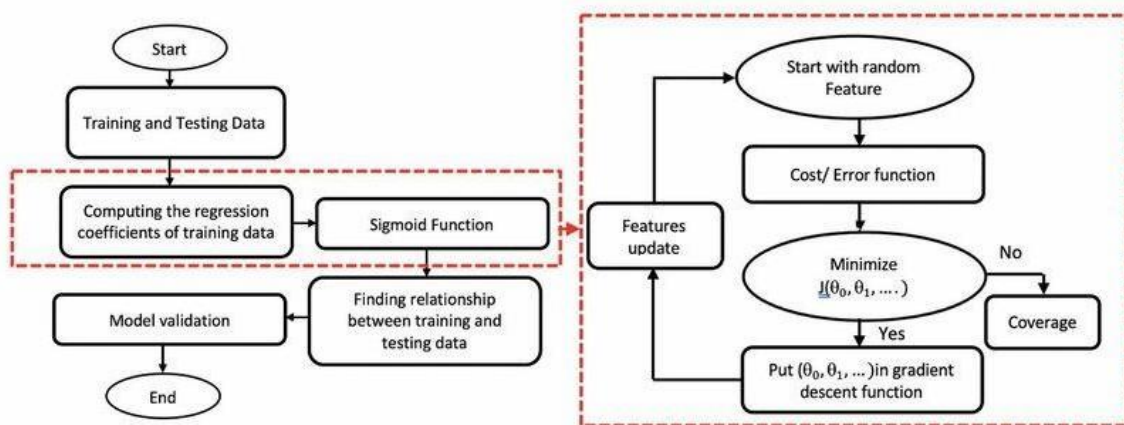 Start
Training and Testing Data
Computing the regression
coefficients of training data
Sigmoid Function
Finding relationship
between training and
testing data
Model validation
End
Start with random
Feature
Cost/ Error function
Minimize
J(θ₀, θ₁, .... )
No
Coverage
Yes
Put (θ₀, θ₁, ...)in gradient
descent function
Features
update